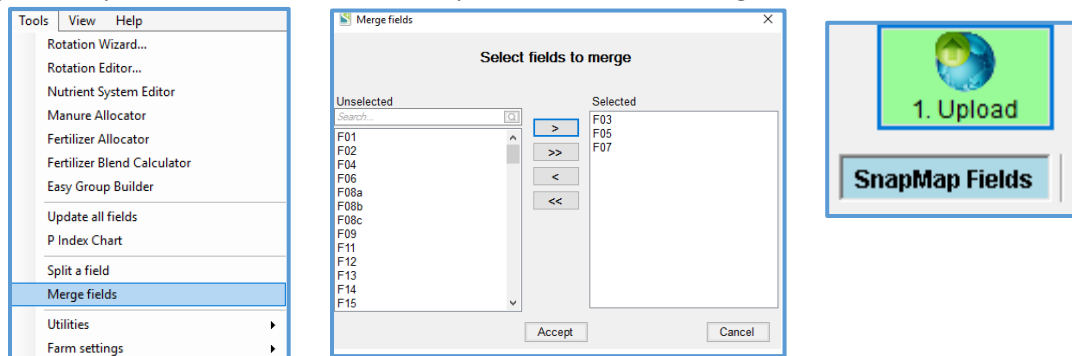 Tools View Help
Rotation Wizard...
Rotation Editor...
Nutrient System Editor
Manure Allocator
Fertilizer Allocator
Fertilizer Blend Calculator
Easy Group Builder
Update all fields
P Index Chart
Split a field
Merge fields
Utilities
Farm settings
Merge fields
Select fields to merge
Unselected
Search...
F01
F02
F04
F06
F08a
F08b
F08c
F09
F11
F12
F13
F14
F15
>
>>
<
<<
Selected
F03
F05
F07
Accept
Cancel
1. Upload
SnapMap Fields